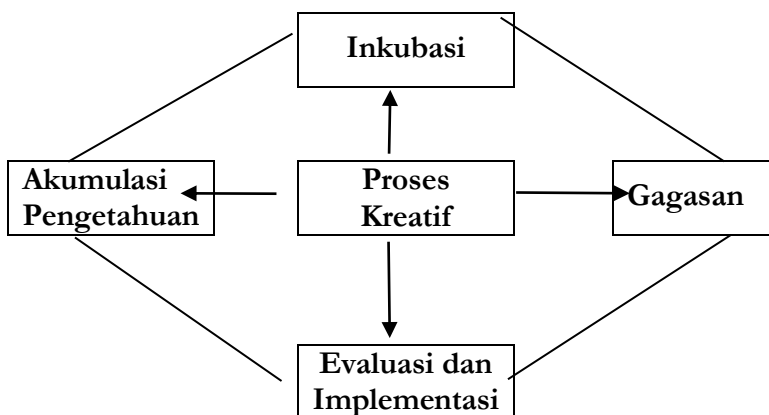 Inkubasi
Akumulasi
Pengetahuan
Proses
Kreatif
Gagasan
Evaluasi dan
Implementasi